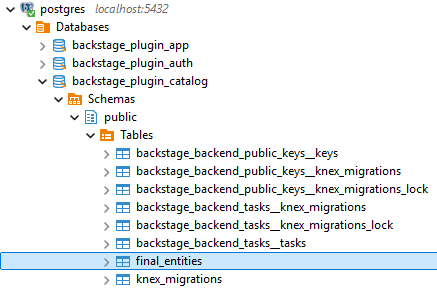 postgres localhost:5432
Databases
backstage_plugin_app
backstage_plugin_auth
backstage_plugin_catalog
Schemas
public
Tables
backstage_backend_public_keys__keys
backstage_backend_public_keys__knex_migrations
backstage_backend_public_keys__knex_migrations_lock
backstage_backend_tasks__knex_migrations
backstage_backend_tasks__knex_migrations_lock
backstage_backend_tasks__tasks
final_entities
knex_migrations